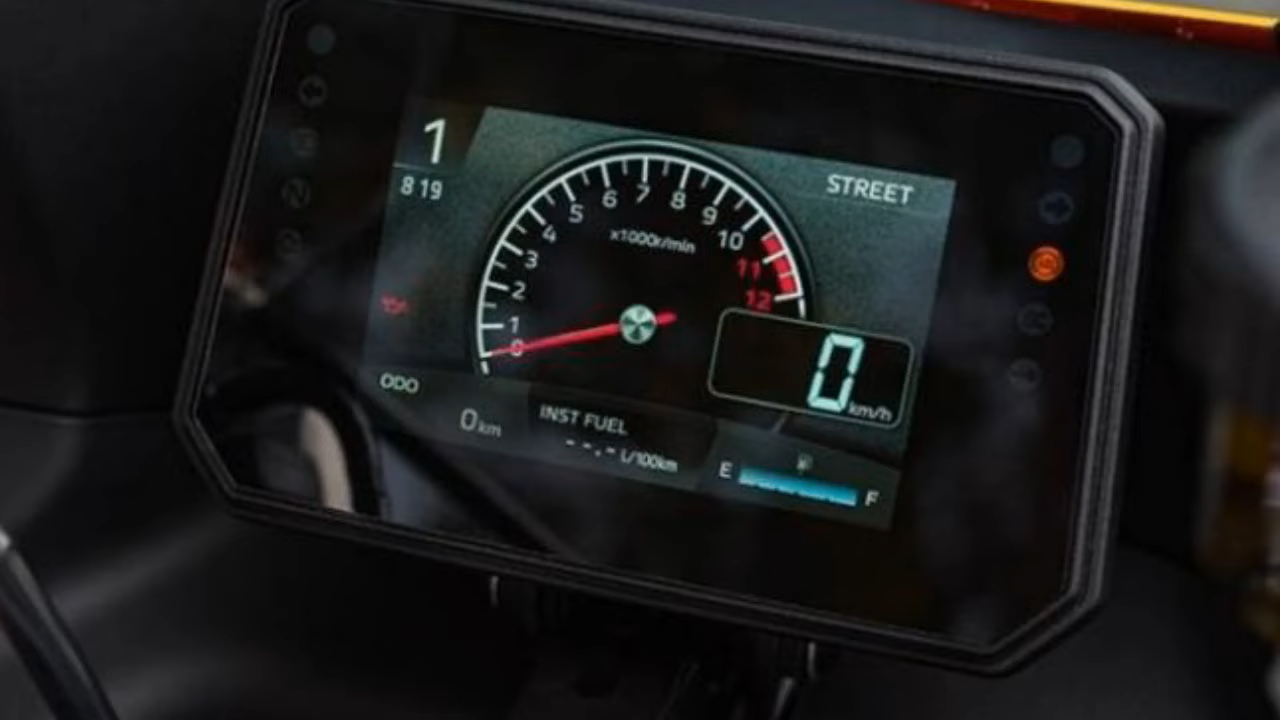 1
8 19
STREET
0
1
2
3
4
5
6
7
8
9
10
11
12
x1000r/min
0 km/h
ODO
0 km
INST FUEL
--.- L/100km
E F